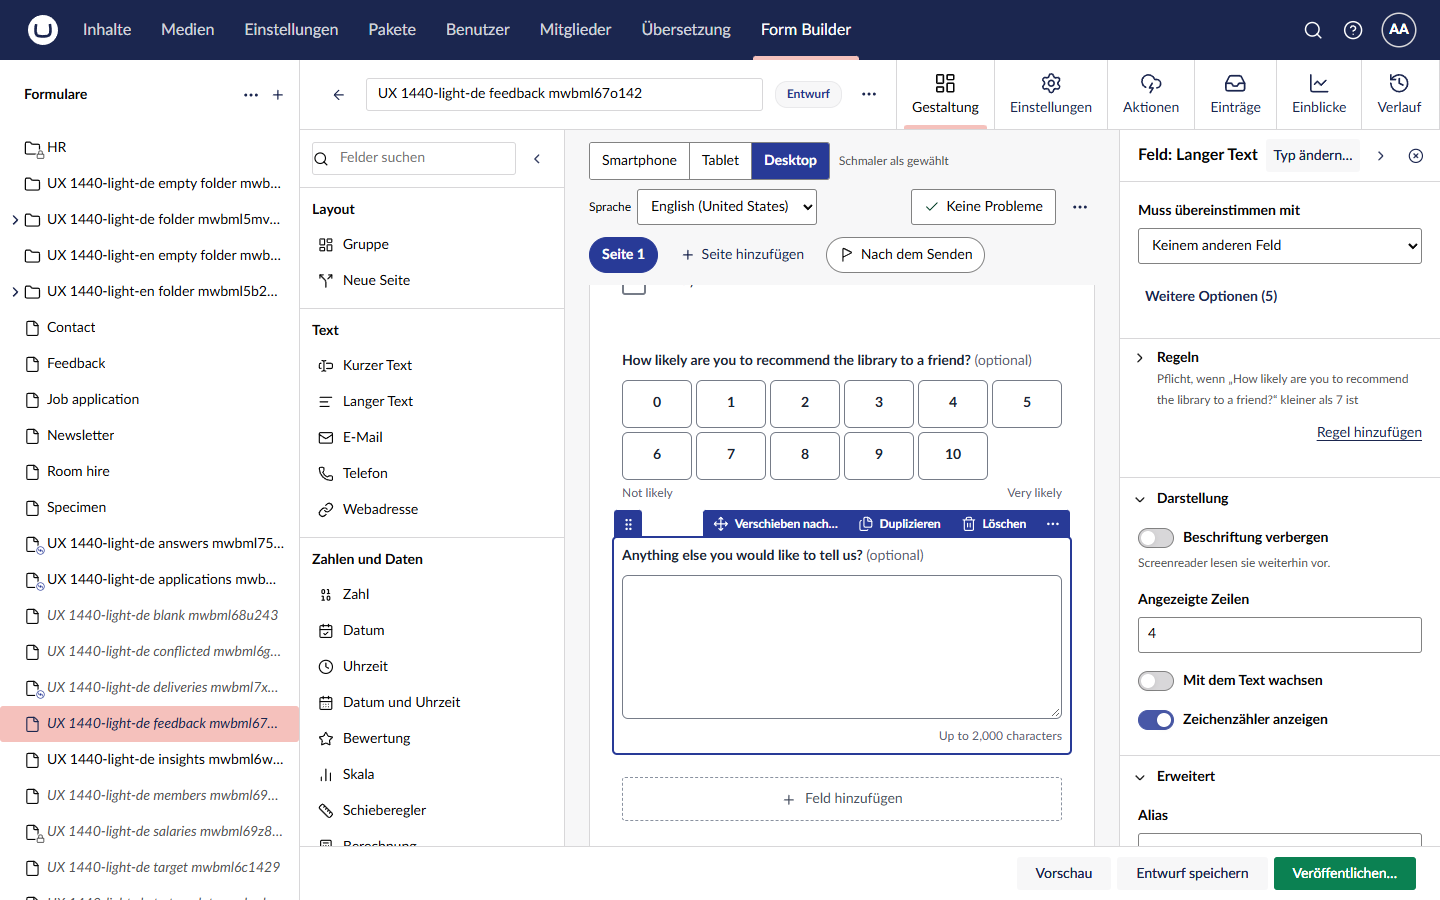 Inhalte
Medien
Einstellungen
Pakete
Benutzer
Mitglieder
Übersetzung
Form Builder
AA
Formulare
HR
UX 1440-light-de empty folder mwb...
UX 1440-light-de folder mwbml5mv...
UX 1440-light-en empty folder mwb...
UX 1440-light-en folder mwbml5b2...
Contact
Feedback
Job application
Newsletter
Room hire
Specimen
UX 1440-light-de answers mwbml75...
UX 1440-light-de applications mwb...
UX 1440-light-de blank mwbml68u243
UX 1440-light-de conflicted mwbml6g...
UX 1440-light-de deliveries mwbml7x...
UX 1440-light-de feedback mwbml67...
UX 1440-light-de insights mwbml6w...
UX 1440-light-de members mwbml69...
UX 1440-light-de salaries mwbml69z8...
UX 1440-light-de target mwbml6c1429
UX 1440-light-de feedback mwbml67o142
Entwurf
Gestaltung
Einstellungen
Aktionen
Einträge
Einblicke
Verlauf
Felder suchen
Layout
Gruppe
Neue Seite
Text
Kurzer Text
Langer Text
E-Mail
Telefon
Webadresse
Zahlen und Daten
Zahl
Datum
Uhrzeit
Datum und Uhrzeit
Bewertung
Skala
Schieberegler
Berechnung
Smartphone
Tablet
Desktop
Schmaler als gewählt
Sprache
English (United States)
Keine Probleme
Seite 1
Seite hinzufügen
Nach dem Senden
How likely are you to recommend the library to a friend? (optional)
0 1 2 3 4 5
6 7 8 9 10
Not likely
Very likely
Verschieben nach...
Duplizieren
Löschen
Anything else you would like to tell us? (optional)
Up to 2,000 characters
Feld hinzufügen
Feld: Langer Text
Typ ändern...
Muss übereinstimmen mit
Keinem anderen Feld
Weitere Optionen (5)
Regeln
Pflicht, wenn „How likely are you to recommend
the library to a friend?“ kleiner als 7 ist
Regel hinzufügen
Darstellung
Beschriftung verbergen
Screenreader lesen sie weiterhin vor.
Angezeigte Zeilen
4
Mit dem Text wachsen
Zeichenzähler anzeigen
Erweitert
Alias
Vorschau
Entwurf speichern
Veröffentlichen...